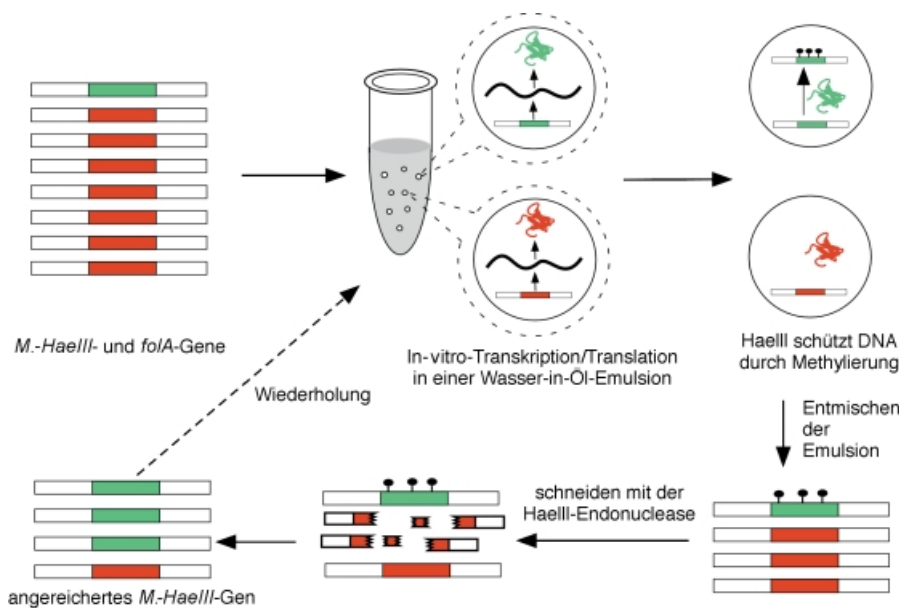 M.-HaeIII- und folA-Gene
In-vitro-Transkription/Translation
in einer Wasser-in-Öl-Emulsion
HaeIII schützt DNA
durch Methylierung
Wiederholung
Entmischen
der
Emulsion
schneiden mit der
HaeIII-Endonuclease
angereichertes M.-HaeIII-Gen